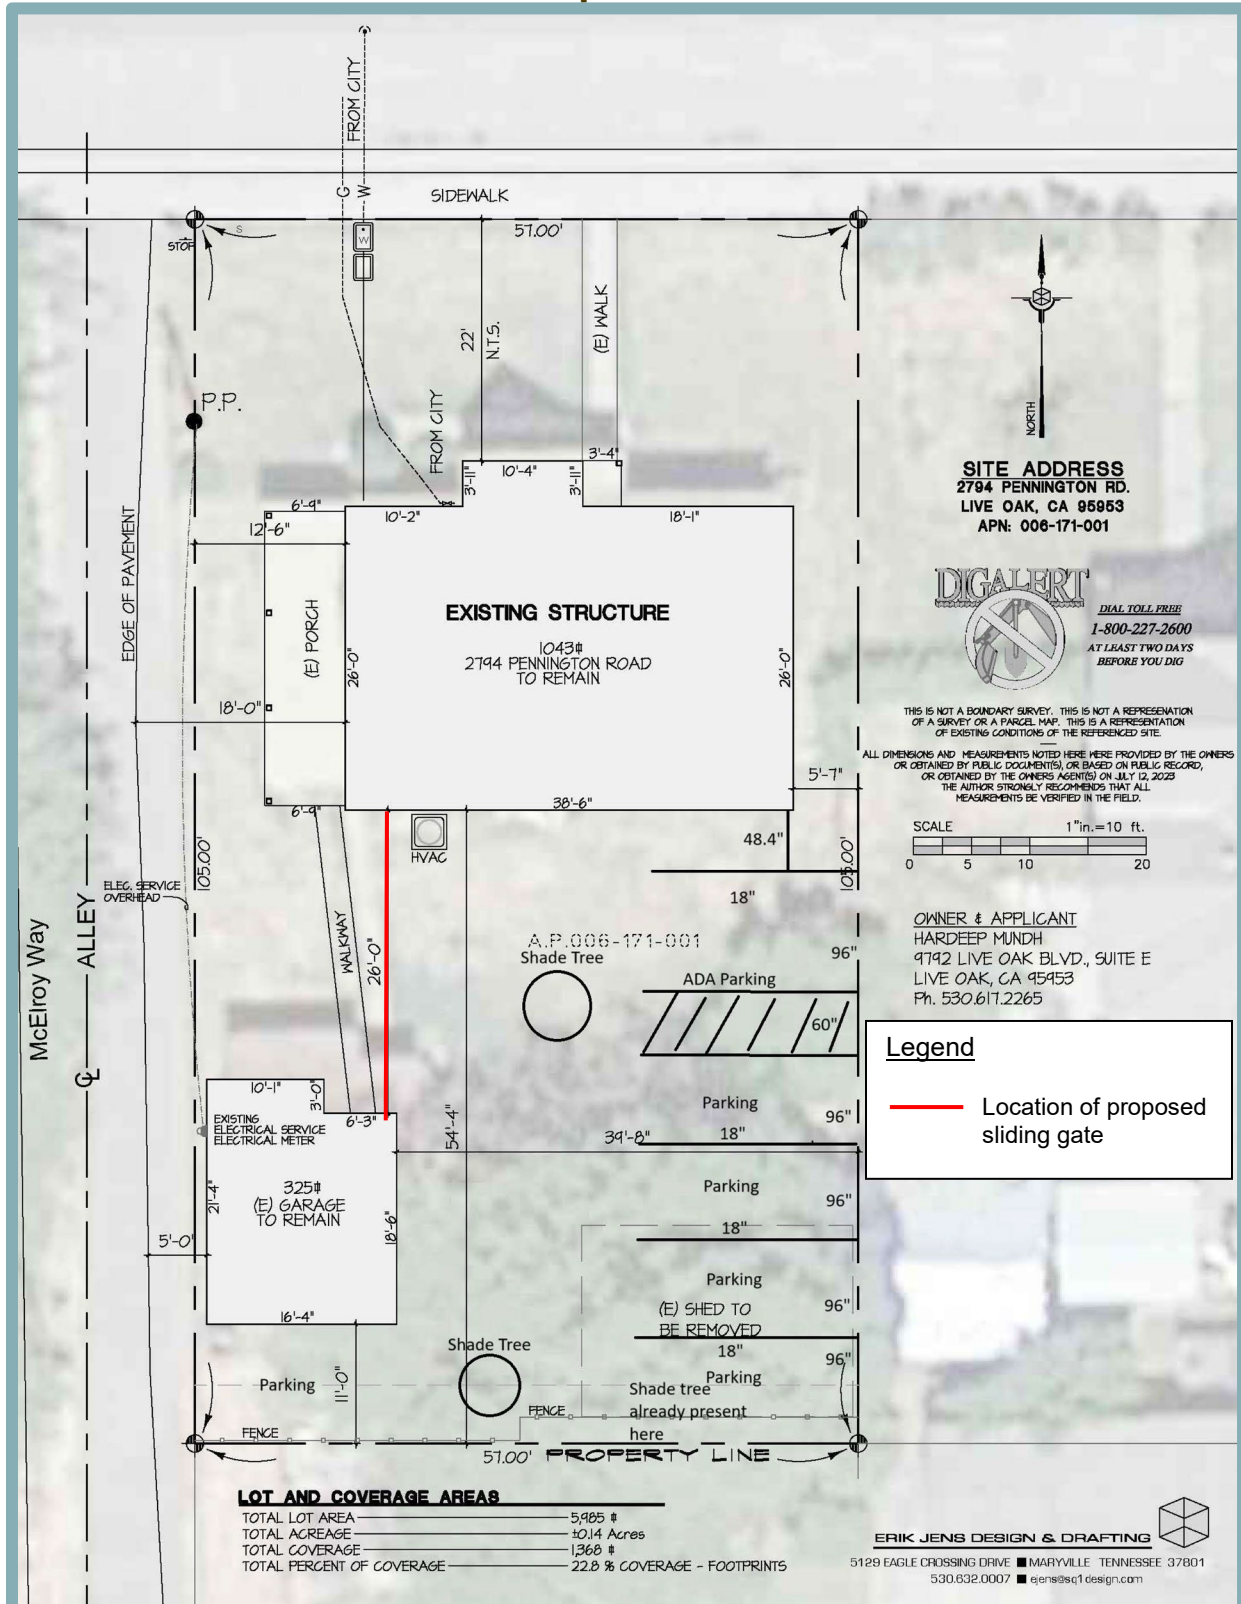 FROM CITY
G
W
SIDEWALK
57.00'
S
STOP
W
22'
N.T.S.
(E) WALK
P.P.
FROM CITY
NORTH
3'-4"
10'-4"
3'-11"
3'-11"
6'-9"
10'-2"
18'-1"
12'-6"
EDGE OF PAVEMENT
SITE ADDRESS
2794 PENNINGTON RD.
LIVE OAK, CA 95953
APN: 006-171-001
DIGALERT
DIAL TOLL FREE
1-800-227-2600
AT LEAST TWO DAYS
BEFORE YOU DIG
EXISTING STRUCTURE
1043#
2794 PENNINGTON ROAD
TO REMAIN
(E) PORCH
26'-0"
26'-0"
18'-0"
THIS IS NOT A BOUNDARY SURVEY. THIS IS NOT A REPRESENATION
OF A SURVEY OR A PARCEL MAP. THIS IS A REPRESENTATION
OF EXISTING CONDITIONS OF THE REFERENCED SITE.
ALL DIMENSIONS AND MEASUREMENTS NOTED HERE WERE PROVIDED BY THE OWNERS
OR OBTAINED BY PUBLIC DOCUMENT(S), OR BASED ON PUBLIC RECORD,
OR OBTAINED BY THE OWNERS AGENT(S) ON JULY 12, 2023
THE AUTHOR STRONGLY RECOMMENDS THAT ALL
MEASUREMENTS BE VERIFIED IN THE FIELD.
5'-7"
6'-9"
38'-6"
SCALE 1"in.=10 ft.
0 5 10 20
HVAC
48.4"
105.00'
105.00'
18"
ELEC. SERVICE
OVERHEAD
McElroy Way
ALLEY
CL
WALKWAY
26'-0"
A.P.006-171-001
Shade Tree
96"
ADA Parking
60"
OWNER & APPLICANT
HARDEEP MUNDH
9792 LIVE OAK BLVD., SUITE E
LIVE OAK, CA 95953
Ph. 530.617.2265
Legend
Location of proposed
sliding gate
10'-1"
3'-0"
6'-3"
EXISTING
ELECTRICAL SERVICE
ELECTRICAL METER
54'-4"
Parking
96"
39'-8"
18"
325#
(E) GARAGE
TO REMAIN
21'-4"
18'-6"
Parking
96"
18"
5'-0"
Parking
(E) SHED TO
BE REMOVED
96"
16'-4"
18"
Shade Tree
96"
Parking
Parking
11'-0"
Shade tree
already present
here
FENCE
FENCE
57.00' PROPERTY LINE
LOT AND COVERAGE AREAS
TOTAL LOT AREA 5,985 #
TOTAL ACREAGE ±0.14 Acres
TOTAL COVERAGE 1,368 #
TOTAL PERCENT OF COVERAGE 22.8 % COVERAGE - FOOTPRINTS
ERIK JENS DESIGN & DRAFTING
5129 EAGLE CROSSING DRIVE ■ MARYVILLE TENNESSEE 37801
530.632.0007 ■ ejens@sq1design.com